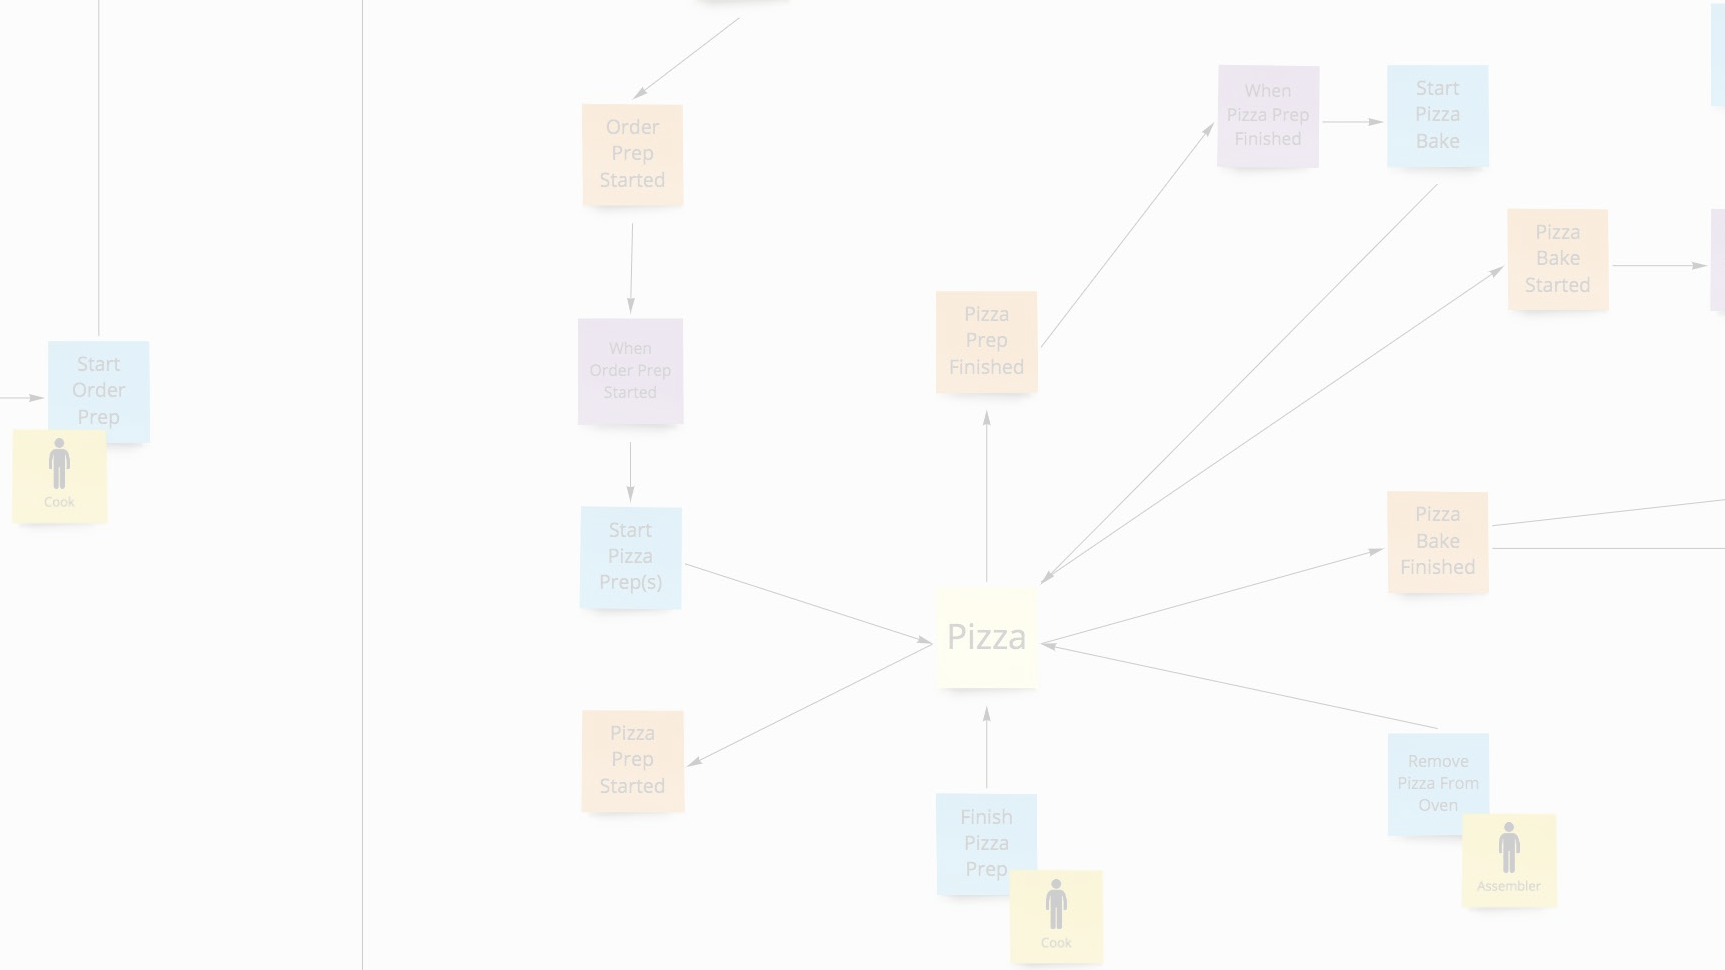 Start
Order
Prep
Cook
Order
Prep
Started
When
Order Prep
Started
Start
Pizza
Prep(s)
Pizza
Prep
Started
Pizza
Prep
Finished
Pizza
Finish
Pizza
Prep
Cook
When
Pizza Prep
Finished
Start
Pizza
Bake
Pizza
Bake
Started
Pizza
Bake
Finished
Remove
Pizza From
Oven
Assembler